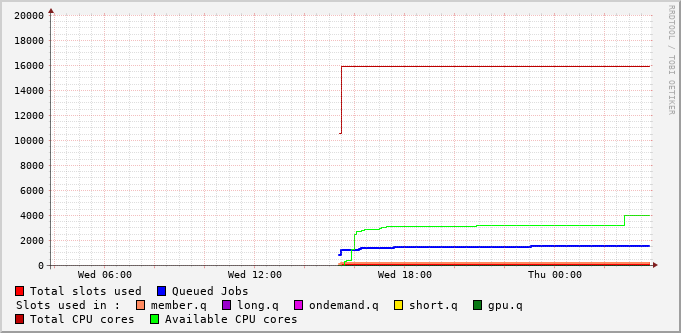 20000
18000
16000
14000
12000
10000
8000
6000
4000
2000
0
Wed 06:00 Wed 12:00 Wed 18:00 Thu 00:00
Total slots used Queued Jobs
Slots used in : member.q long.q ondemand.q short.q gpu.q
Total CPU cores Available CPU cores
RRDTOOL / TOBI OETIKER